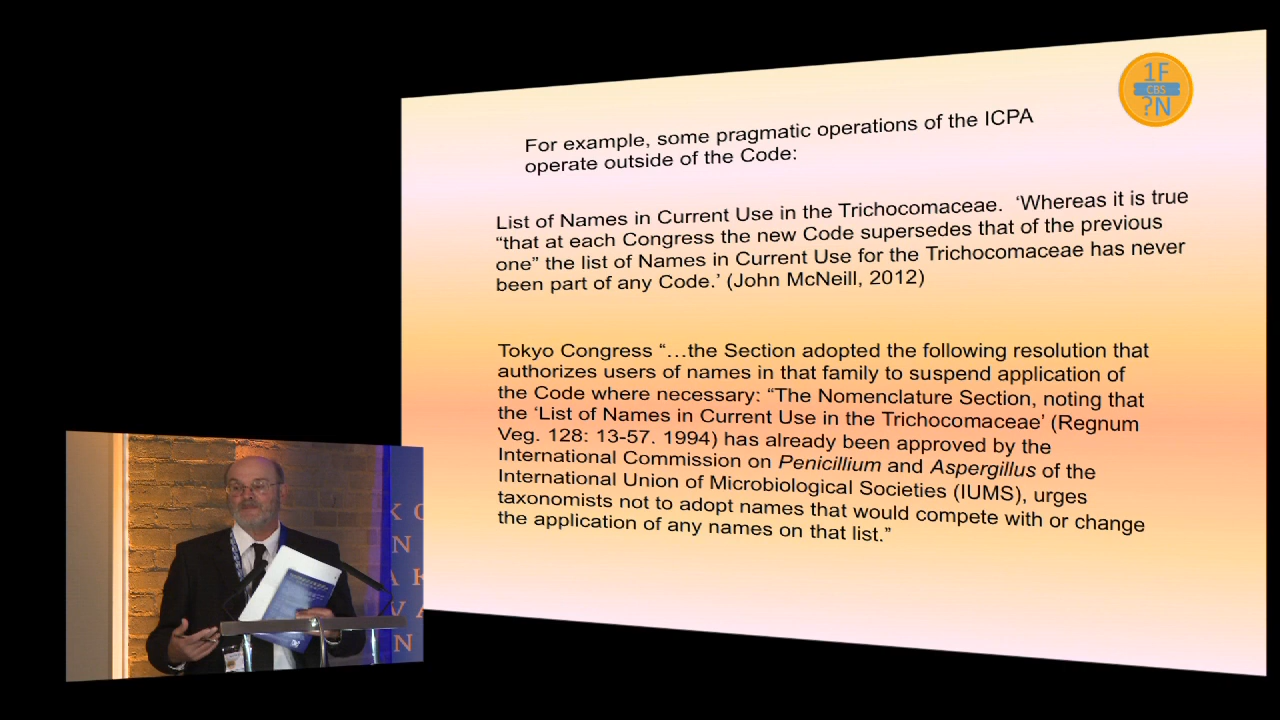 1F
CBS
?N
For example, some pragmatic operations of the ICPA
operate outside of the Code:
List of Names in Current Use in the Trichocomaceae. ‘Whereas it is true
“that at each Congress the new Code supersedes that of the previous
one” the list of Names in Current Use for the Trichocomaceae has never
been part of any Code.’ (John McNeill, 2012)
Tokyo Congress “…the Section adopted the following resolution that
authorizes users of names in that family to suspend application of
the Code where necessary: “The Nomenclature Section, noting that
the ‘List of Names in Current Use in the Trichocomaceae’ (Regnum
Veg. 128: 13-57. 1994) has already been approved by the
International Commission on Penicillium and Aspergillus of the
International Union of Microbiological Societies (IUMS), urges
taxonomists not to adopt names that would compete with or change
the application of any names on that list.”
K
N
A K
V A
N